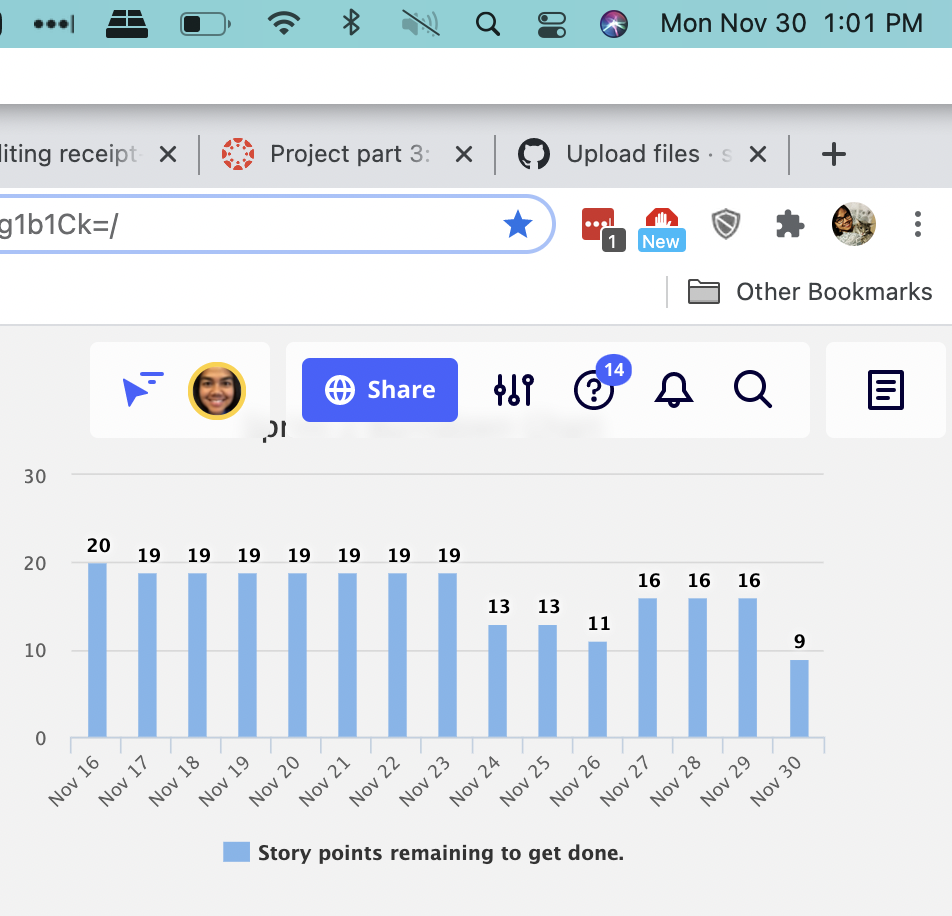 Mon Nov 30 1:01 PM
diting receipt-
Project part 3:
Upload files · s
g1b1Ck=/
1
New
Other Bookmarks
Share
14
30
20
10
0
20 19 19 19 19 19 19 19 13 13 11 16 16 16 9
Nov 16 Nov 17 Nov 18 Nov 19 Nov 20 Nov 21 Nov 22 Nov 23 Nov 24 Nov 25 Nov 26 Nov 27 Nov 28 Nov 29 Nov 30
Story points remaining to get done.